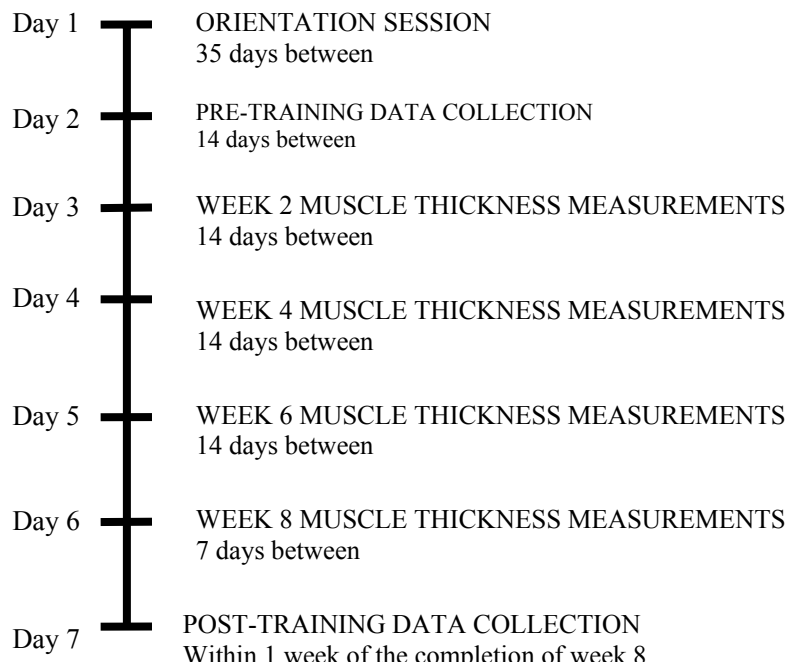 Day 1 ORIENTATION SESSION
35 days between
Day 2 PRE-TRAINING DATA COLLECTION
14 days between
Day 3 WEEK 2 MUSCLE THICKNESS MEASUREMENTS
14 days between
Day 4 WEEK 4 MUSCLE THICKNESS MEASUREMENTS
14 days between
Day 5 WEEK 6 MUSCLE THICKNESS MEASUREMENTS
14 days between
Day 6 WEEK 8 MUSCLE THICKNESS MEASUREMENTS
7 days between
Day 7 POST-TRAINING DATA COLLECTION
Within 1 week of the completion of week 8